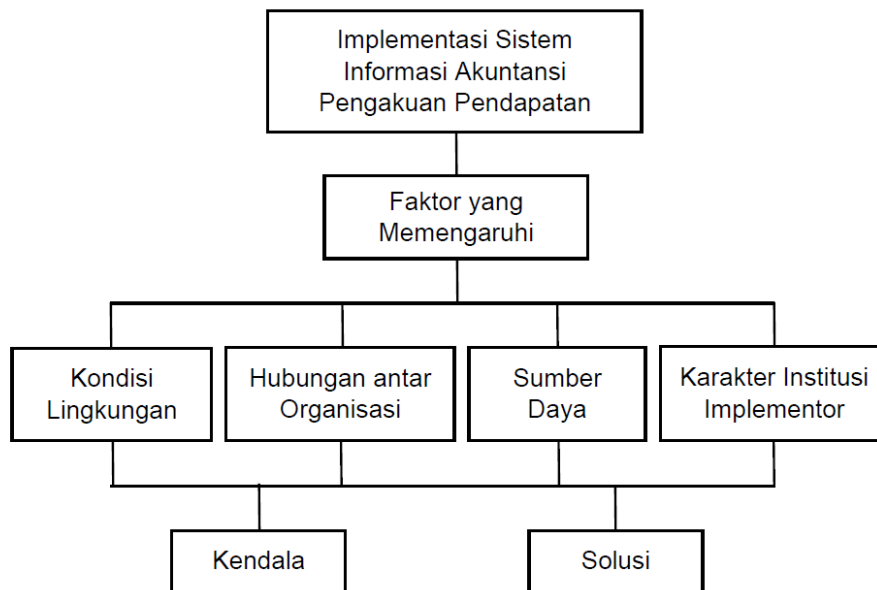 Implementasi Sistem
Informasi Akuntansi
Pengakuan Pendapatan
Faktor yang
Memengaruhi
Kondisi
Lingkungan
Hubungan antar
Organisasi
Sumber
Daya
Karakter Institusi
Implementor
Kendala
Solusi